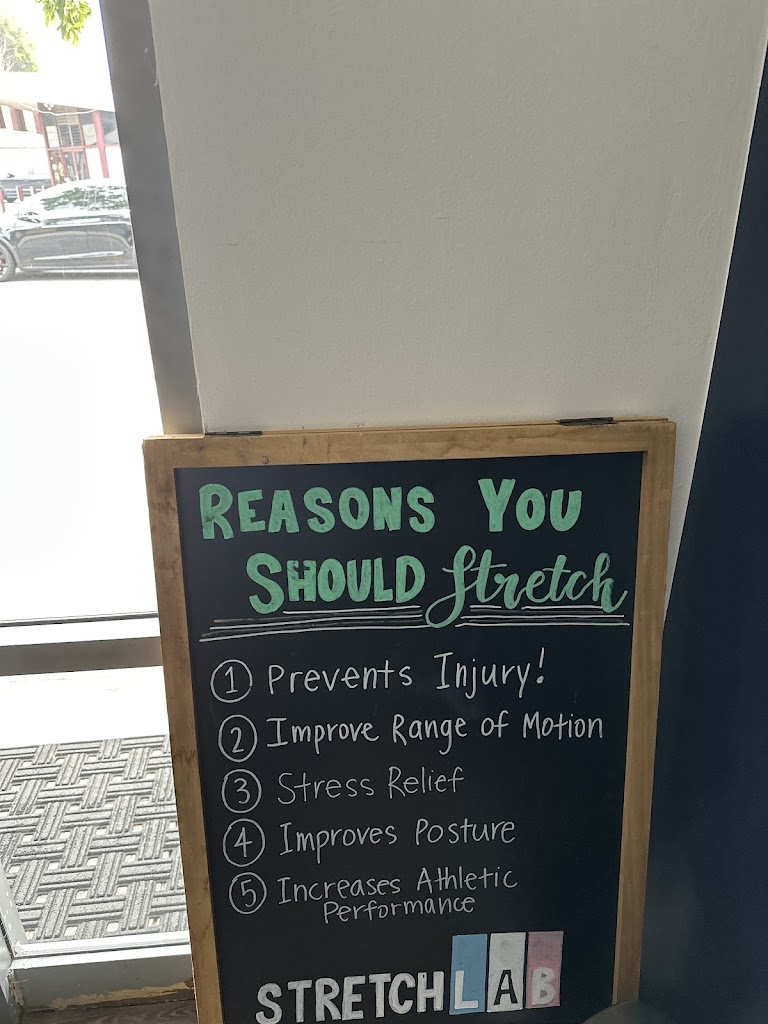 REASONS YOU
SHOULD Stretch
1 Prevents Injury!
2 Improve Range of Motion
3 Stress Relief
4 Improves Posture
5 Increases Athletic
Performance
STRETCHLAB